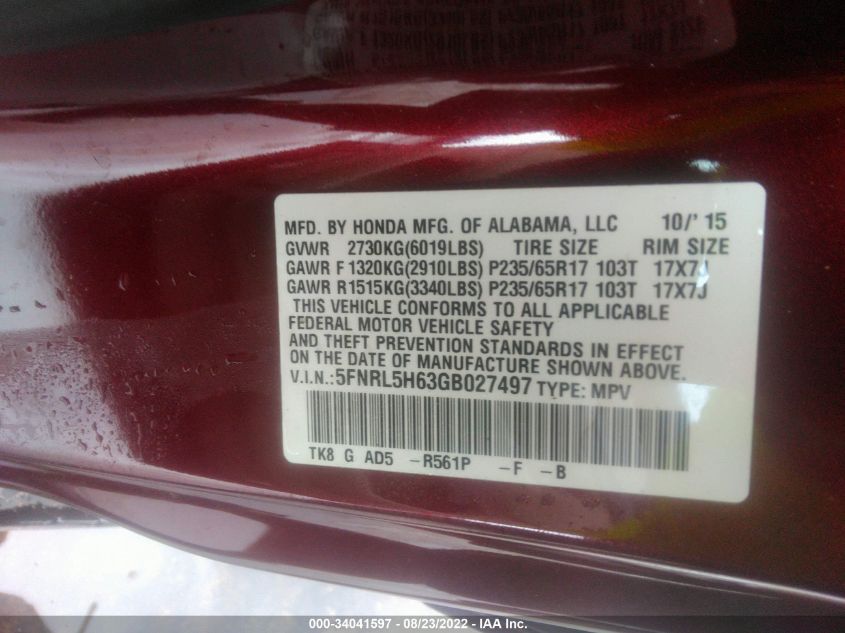 MFD. BY HONDA MFG. OF ALABAMA, LLC 10/' 15
GVWR 2730KG(6019LBS) TIRE SIZE RIM SIZE
GAWR F 1320KG(2910LBS) P235/65R17 103T 17X7J
GAWR R1515KG(3340LBS) P235/65R17 103T 17X7J
THIS VEHICLE CONFORMS TO ALL APPLICABLE
FEDERAL MOTOR VEHICLE SAFETY
AND THEFT PREVENTION STANDARDS IN EFFECT
ON THE DATE OF MANUFACTURE SHOWN ABOVE.
V.I.N.:5FNRL5H63GB027497 TYPE: MPV
TK8 G AD5 -R561P -F -B
000-34041597 - 08/23/2022 - IAA Inc.